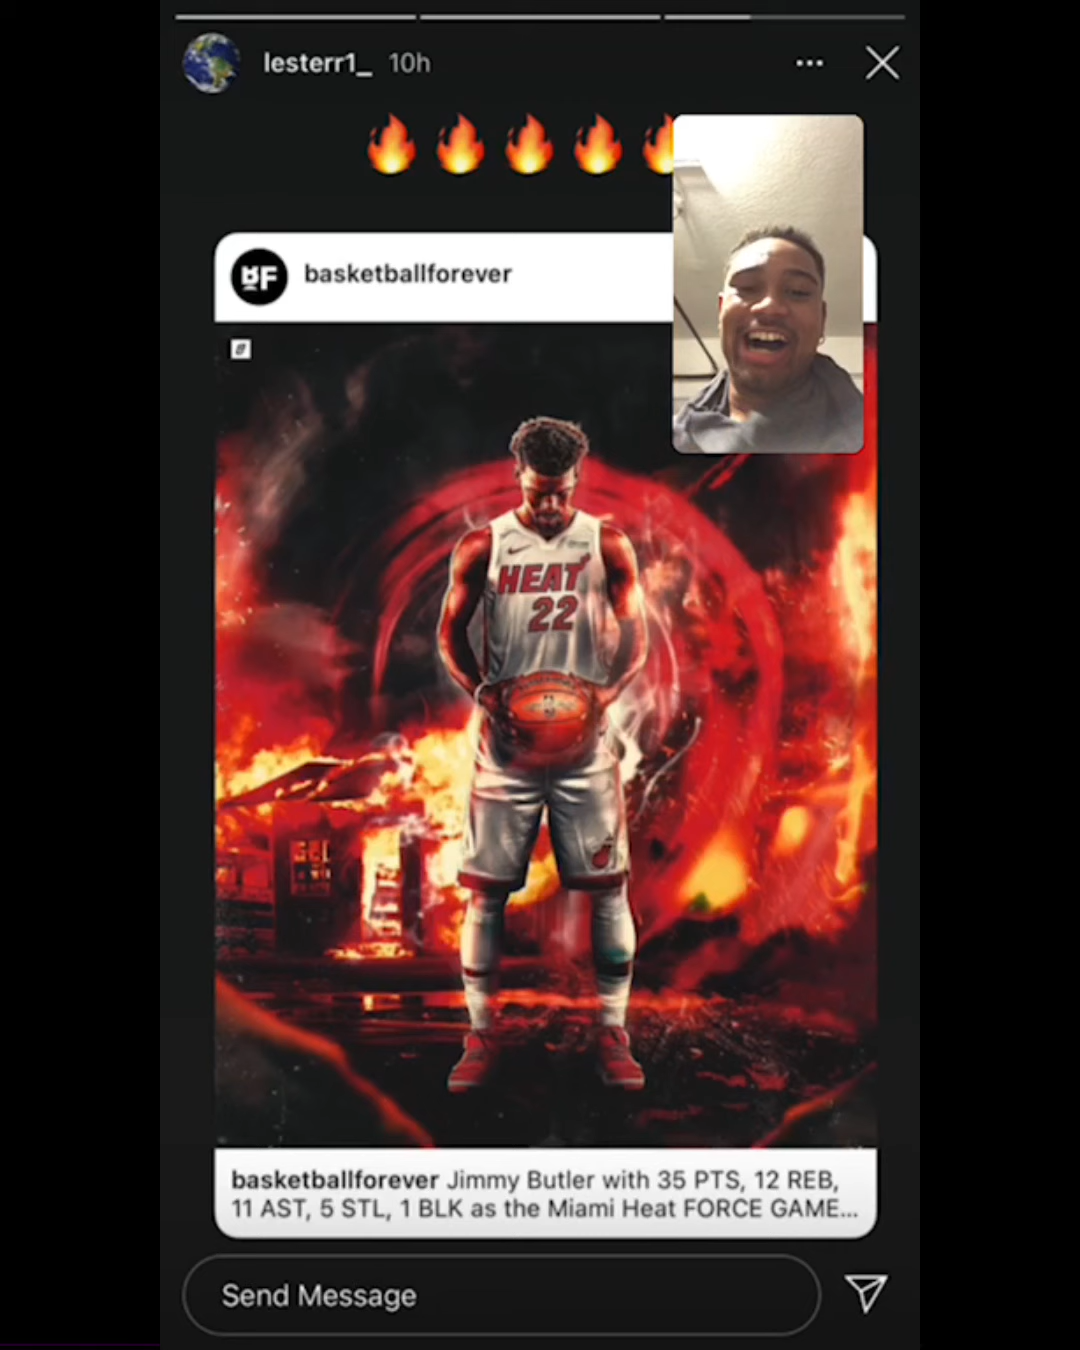 lesterr1_ 10h
BF
basketballforever
HEAT
22
basketballforever Jimmy Butler with 35 PTS, 12 REB,
11 AST, 5 STL, 1 BLK as the Miami Heat FORCE GAME...
Send Message